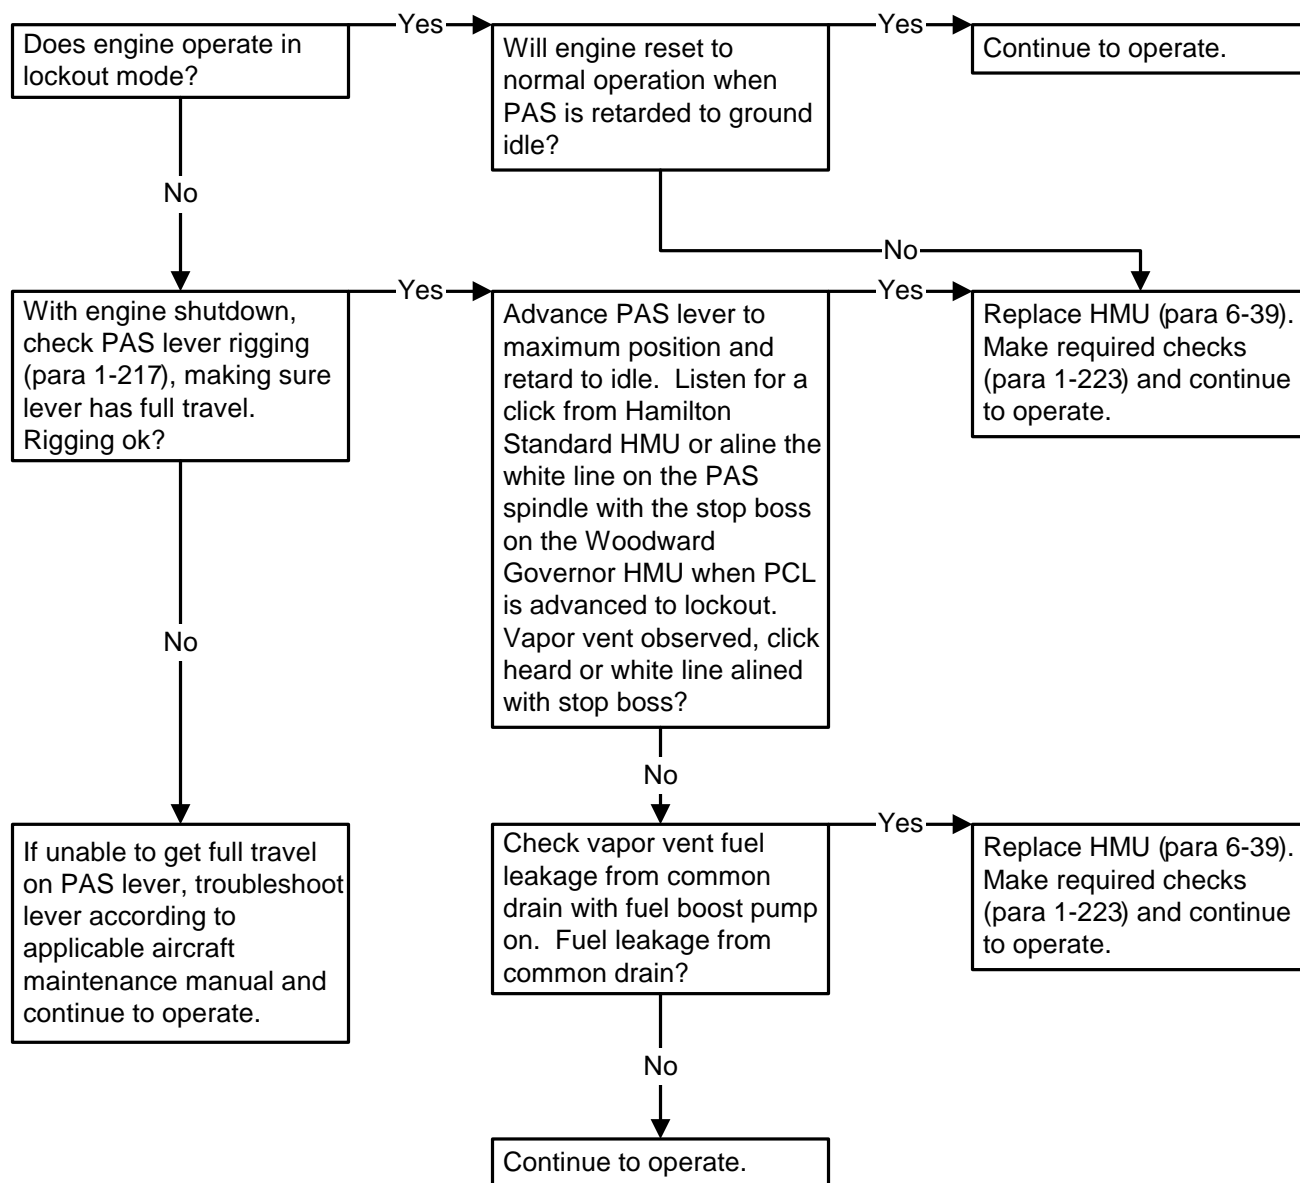 Does engine operate in
lockout mode?
Yes
Will engine reset to
normal operation when
PAS is retarded to ground
idle?
Yes
Continue to operate.
No
No
With engine shutdown,
check PAS lever rigging
(para 1-217), making sure
lever has full travel.
Rigging ok?
Yes
Advance PAS lever to
maximum position and
retard to idle.  Listen for a
click from Hamilton
Standard HMU or aline the
white line on the PAS
spindle with the stop boss
on the Woodward
Governor HMU when PCL
is advanced to lockout.
Vapor vent observed, click
heard or white line alined
with stop boss?
Yes
Replace HMU (para 6-39).
Make required checks
(para 1-223) and continue
to operate.
No
No
If unable to get full travel
on PAS lever, troubleshoot
lever according to
applicable aircraft
maintenance manual and
continue to operate.
Check vapor vent fuel
leakage from common
drain with fuel boost pump
on.  Fuel leakage from
common drain?
Yes
Replace HMU (para 6-39).
Make required checks
(para 1-223) and continue
to operate.
No
Continue to operate.